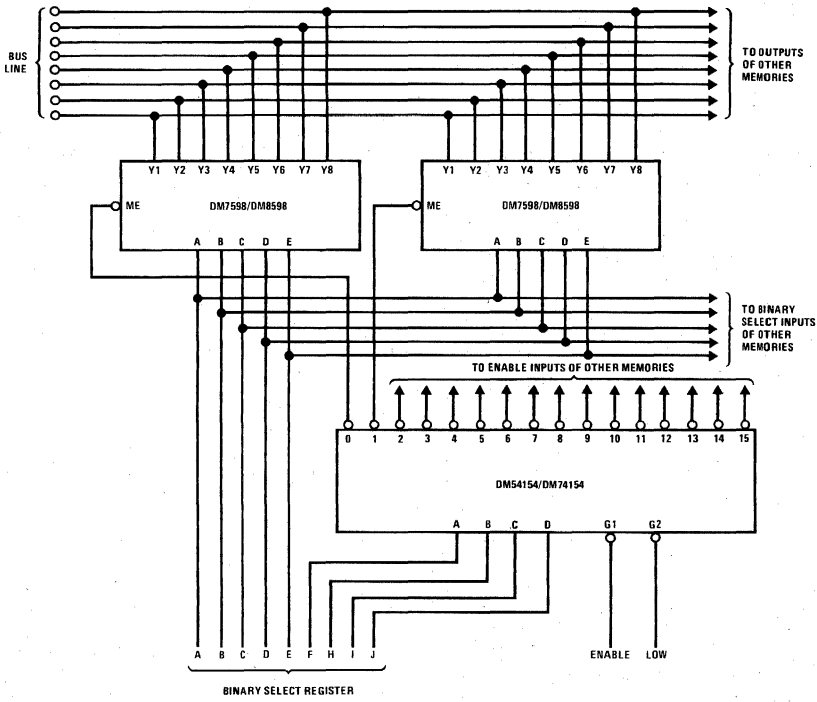 BUS
LINE
TO OUTPUTS
OF OTHER
MEMORIES
Y1 Y2 Y3 Y4 Y5 Y6 Y7 Y8
Y1 Y2 Y3 Y4 Y5 Y6 Y7 Y8
ME
DM7598/DM8598
ME
DM7598/DM8598
A B C D E
A B C D E
TO BINARY
SELECT INPUTS
OF OTHER
MEMORIES
TO ENABLE INPUTS OF OTHER MEMORIES
0 1 2 3 4 5 6 7 8 9 10 11 12 13 14 15
DM54154/DM74154
A B C D G1 G2
A B C D E F H I J
ENABLE LOW
BINARY SELECT REGISTER